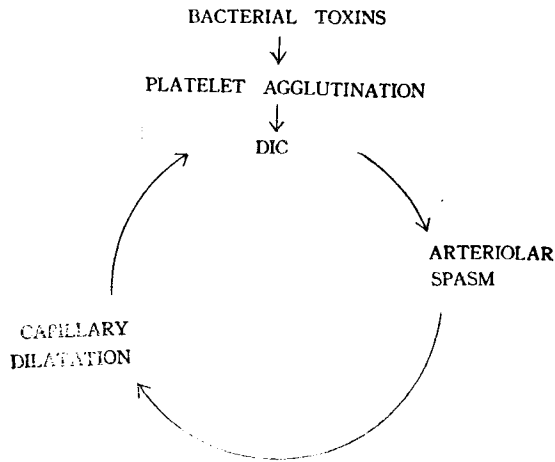 BACTERIAL TOXINS
PLATELET AGGLUTINATION
DIC
ARTERIOLAR
SPASM
CAPILLARY
DILATATION